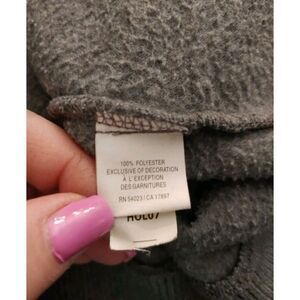 100% POLYESTER
EXCLUSIVE OF DECORATION
À L'EXCEPTION
DES GARNITURES
RN 54023 / CA 17897
HOL07